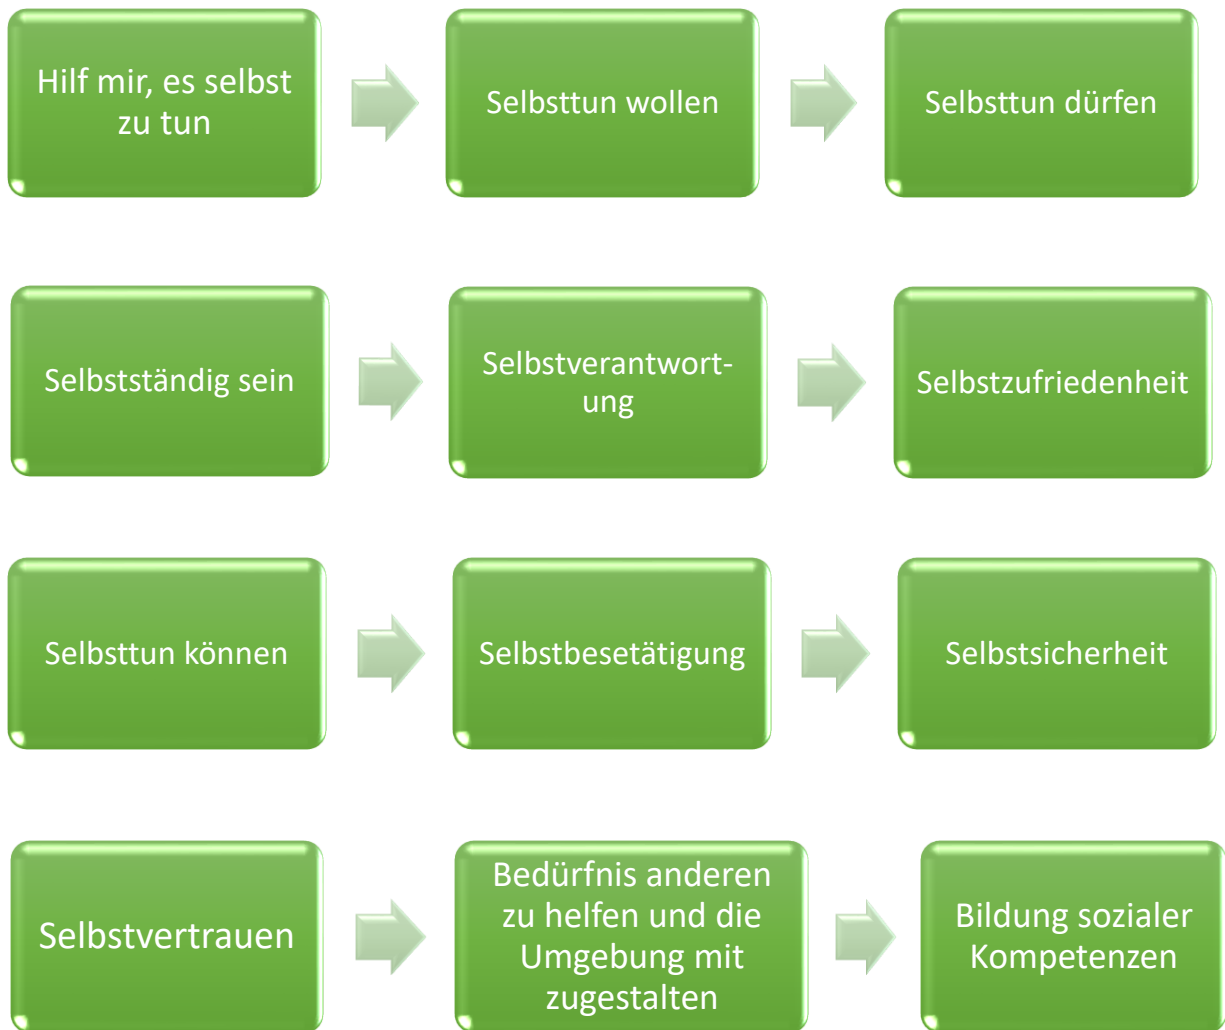 Hilf mir, es selbst
zu tun
Selbsttun wollen
Selbsttun dürfen
Selbstständig sein
Selbstverantwort-
ung
Selbstzufriedenheit
Selbsttun können
Selbstbesetätigung
Selbstsicherheit
Selbstvertrauen
Bedürfnis anderen
zu helfen und die
Umgebung mit
zugestalten
Bildung sozialer
Kompetenzen